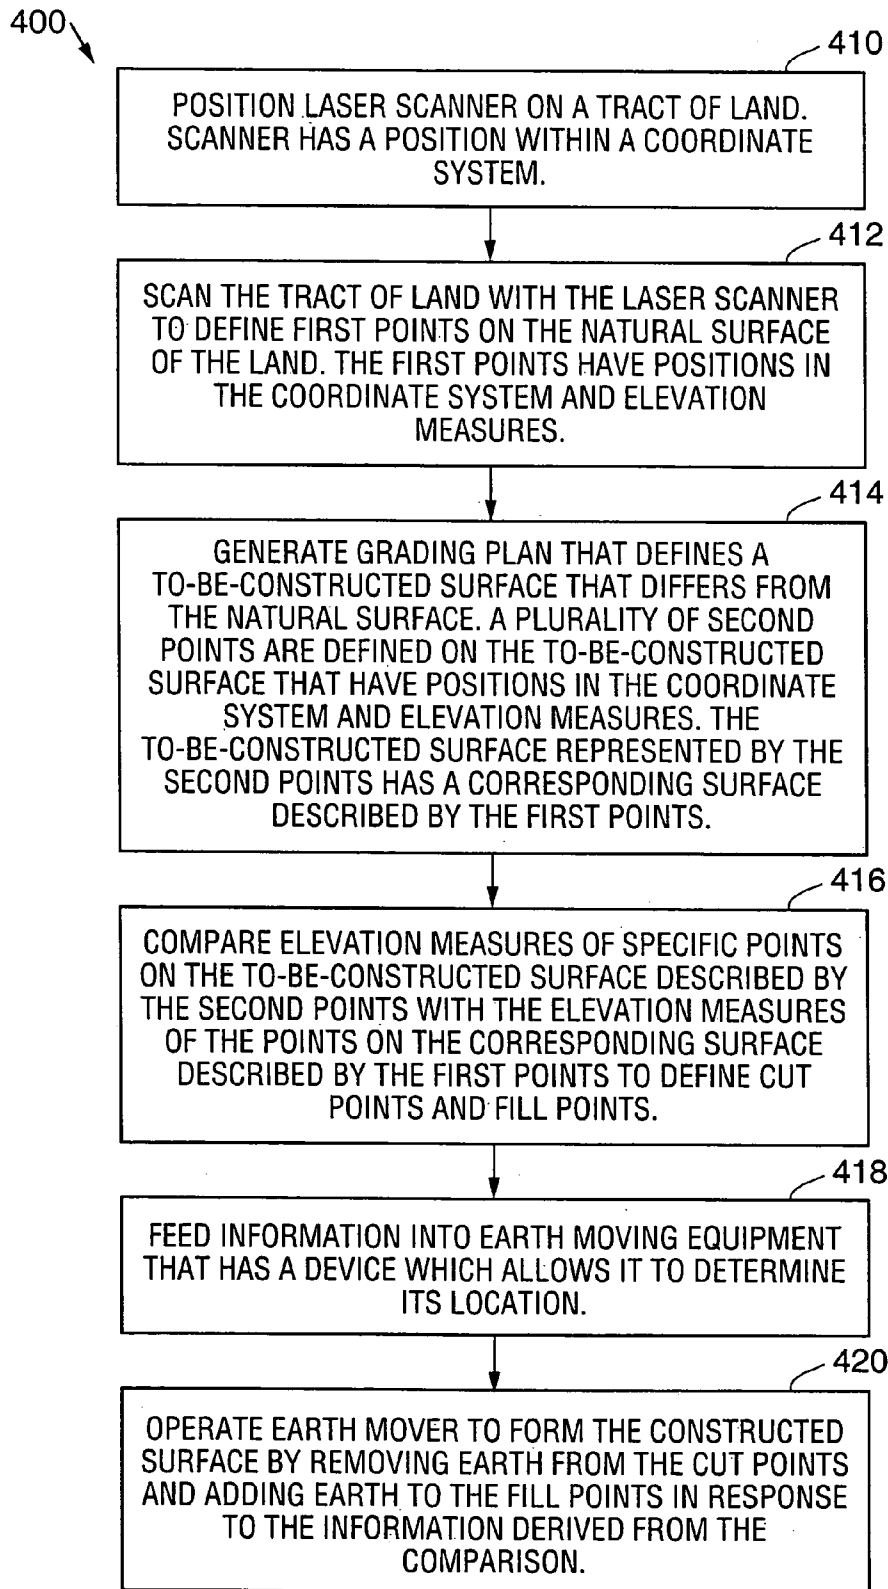 400
410
POSITION LASER SCANNER ON A TRACT OF LAND.
SCANNER HAS A POSITION WITHIN A COORDINATE
SYSTEM.
412
SCAN THE TRACT OF LAND WITH THE LASER SCANNER
TO DEFINE FIRST POINTS ON THE NATURAL SURFACE
OF THE LAND. THE FIRST POINTS HAVE POSITIONS IN
THE COORDINATE SYSTEM AND ELEVATION
MEASURES.
414
GENERATE GRADING PLAN THAT DEFINES A
TO-BE-CONSTRUCTED SURFACE THAT DIFFERS FROM
THE NATURAL SURFACE. A PLURALITY OF SECOND
POINTS ARE DEFINED ON THE TO-BE-CONSTRUCTED
SURFACE THAT HAVE POSITIONS IN THE COORDINATE
SYSTEM AND ELEVATION MEASURES. THE
TO-BE-CONSTRUCTED SURFACE REPRESENTED BY THE
SECOND POINTS HAS A CORRESPONDING SURFACE
DESCRIBED BY THE FIRST POINTS.
416
COMPARE ELEVATION MEASURES OF SPECIFIC POINTS
ON THE TO-BE-CONSTRUCTED SURFACE DESCRIBED BY
THE SECOND POINTS WITH THE ELEVATION MEASURES
OF THE POINTS ON THE CORRESPONDING SURFACE
DESCRIBED BY THE FIRST POINTS TO DEFINE CUT
POINTS AND FILL POINTS.
418
FEED INFORMATION INTO EARTH MOVING EQUIPMENT
THAT HAS A DEVICE WHICH ALLOWS IT TO DETERMINE
ITS LOCATION.
420
OPERATE EARTH MOVER TO FORM THE CONSTRUCTED
SURFACE BY REMOVING EARTH FROM THE CUT POINTS
AND ADDING EARTH TO THE FILL POINTS IN RESPONSE
TO THE INFORMATION DERIVED FROM THE
COMPARISON.